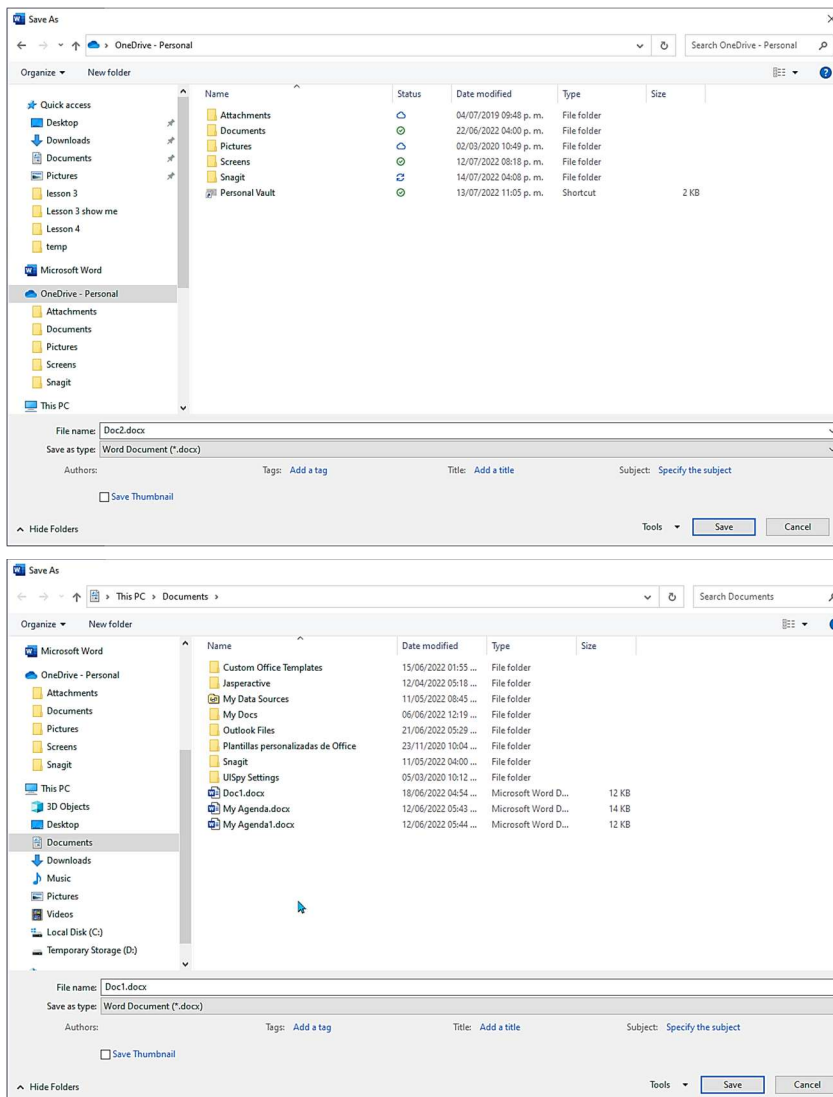 Save As
OneDrive - Personal
Search OneDrive - Personal
Organize
New folder
Quick access
Desktop
Downloads
Documents
Pictures
lesson 3
Lesson 3 show me
Lesson 4
temp
Microsoft Word
OneDrive - Personal
Attachments
Documents
Pictures
Screens
Snagit
This PC
Name Status Date modified Type Size
Attachments 04/07/2019 09:48 p. m. File folder
Documents 22/06/2022 04:00 p. m. File folder
Pictures 02/03/2020 10:49 p. m. File folder
Screens 12/07/2022 08:18 p. m. File folder
Snagit 14/07/2022 04:08 p. m. File folder
Personal Vault 13/07/2022 11:05 p. m. Shortcut 2 KB
File name: Doc2.docx
Save as type: Word Document (*.docx)
Authors: Tags: Add a tag Title: Add a title Subject: Specify the subject
Save Thumbnail
Hide Folders Tools Save Cancel
Save As
This PC > Documents >
Search Documents
Organize
New folder
Microsoft Word
OneDrive - Personal
Attachments
Documents
Pictures
Screens
Snagit
This PC
3D Objects
Desktop
Documents
Downloads
Music
Pictures
Videos
Local Disk (C:)
Temporary Storage (D:)
Name Date modified Type Size
Custom Office Templates 15/06/2022 01:55 ... File folder
Jasperactive 12/04/2022 05:18 ... File folder
My Data Sources 11/05/2022 08:45 ... File folder
My Docs 06/06/2022 12:19 ... File folder
Outlook Files 21/06/2022 05:29 ... File folder
Plantillas personalizadas de Office 23/11/2020 10:04 ... File folder
Snagit 11/05/2022 04:00 ... File folder
UISpy Settings 05/03/2020 10:12 ... File folder
Doc1.docx 18/06/2022 04:54 ... Microsoft Word D... 12 KB
My Agenda.docx 12/06/2022 05:43 ... Microsoft Word D... 14 KB
My Agenda1.docx 12/06/2022 05:44 ... Microsoft Word D... 12 KB
File name: Doc1.docx
Save as type: Word Document (*.docx)
Authors: Tags: Add a tag Title: Add a title Subject: Specify the subject
Save Thumbnail
Hide Folders Tools Save Cancel